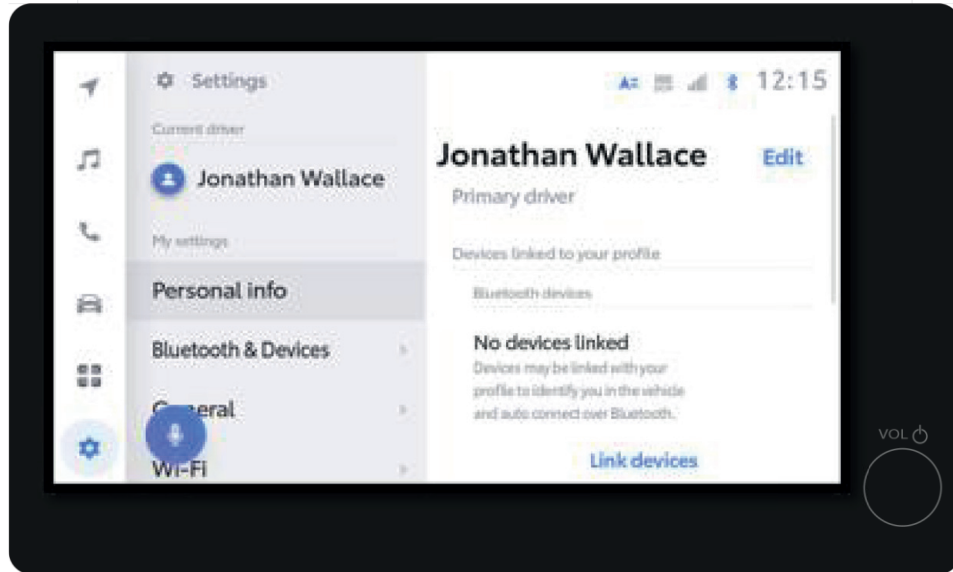 Settings
Current driver
Jonathan Wallace
My settings
Personal info
Bluetooth & Devices
General
Wi-Fi
12:15
Jonathan Wallace
Edit
Primary driver
Devices linked to your profile
Bluetooth devices
No devices linked
Devices may be linked with your
profile to identify you in the vehicle
and auto connect over Bluetooth.
Link devices
VOL